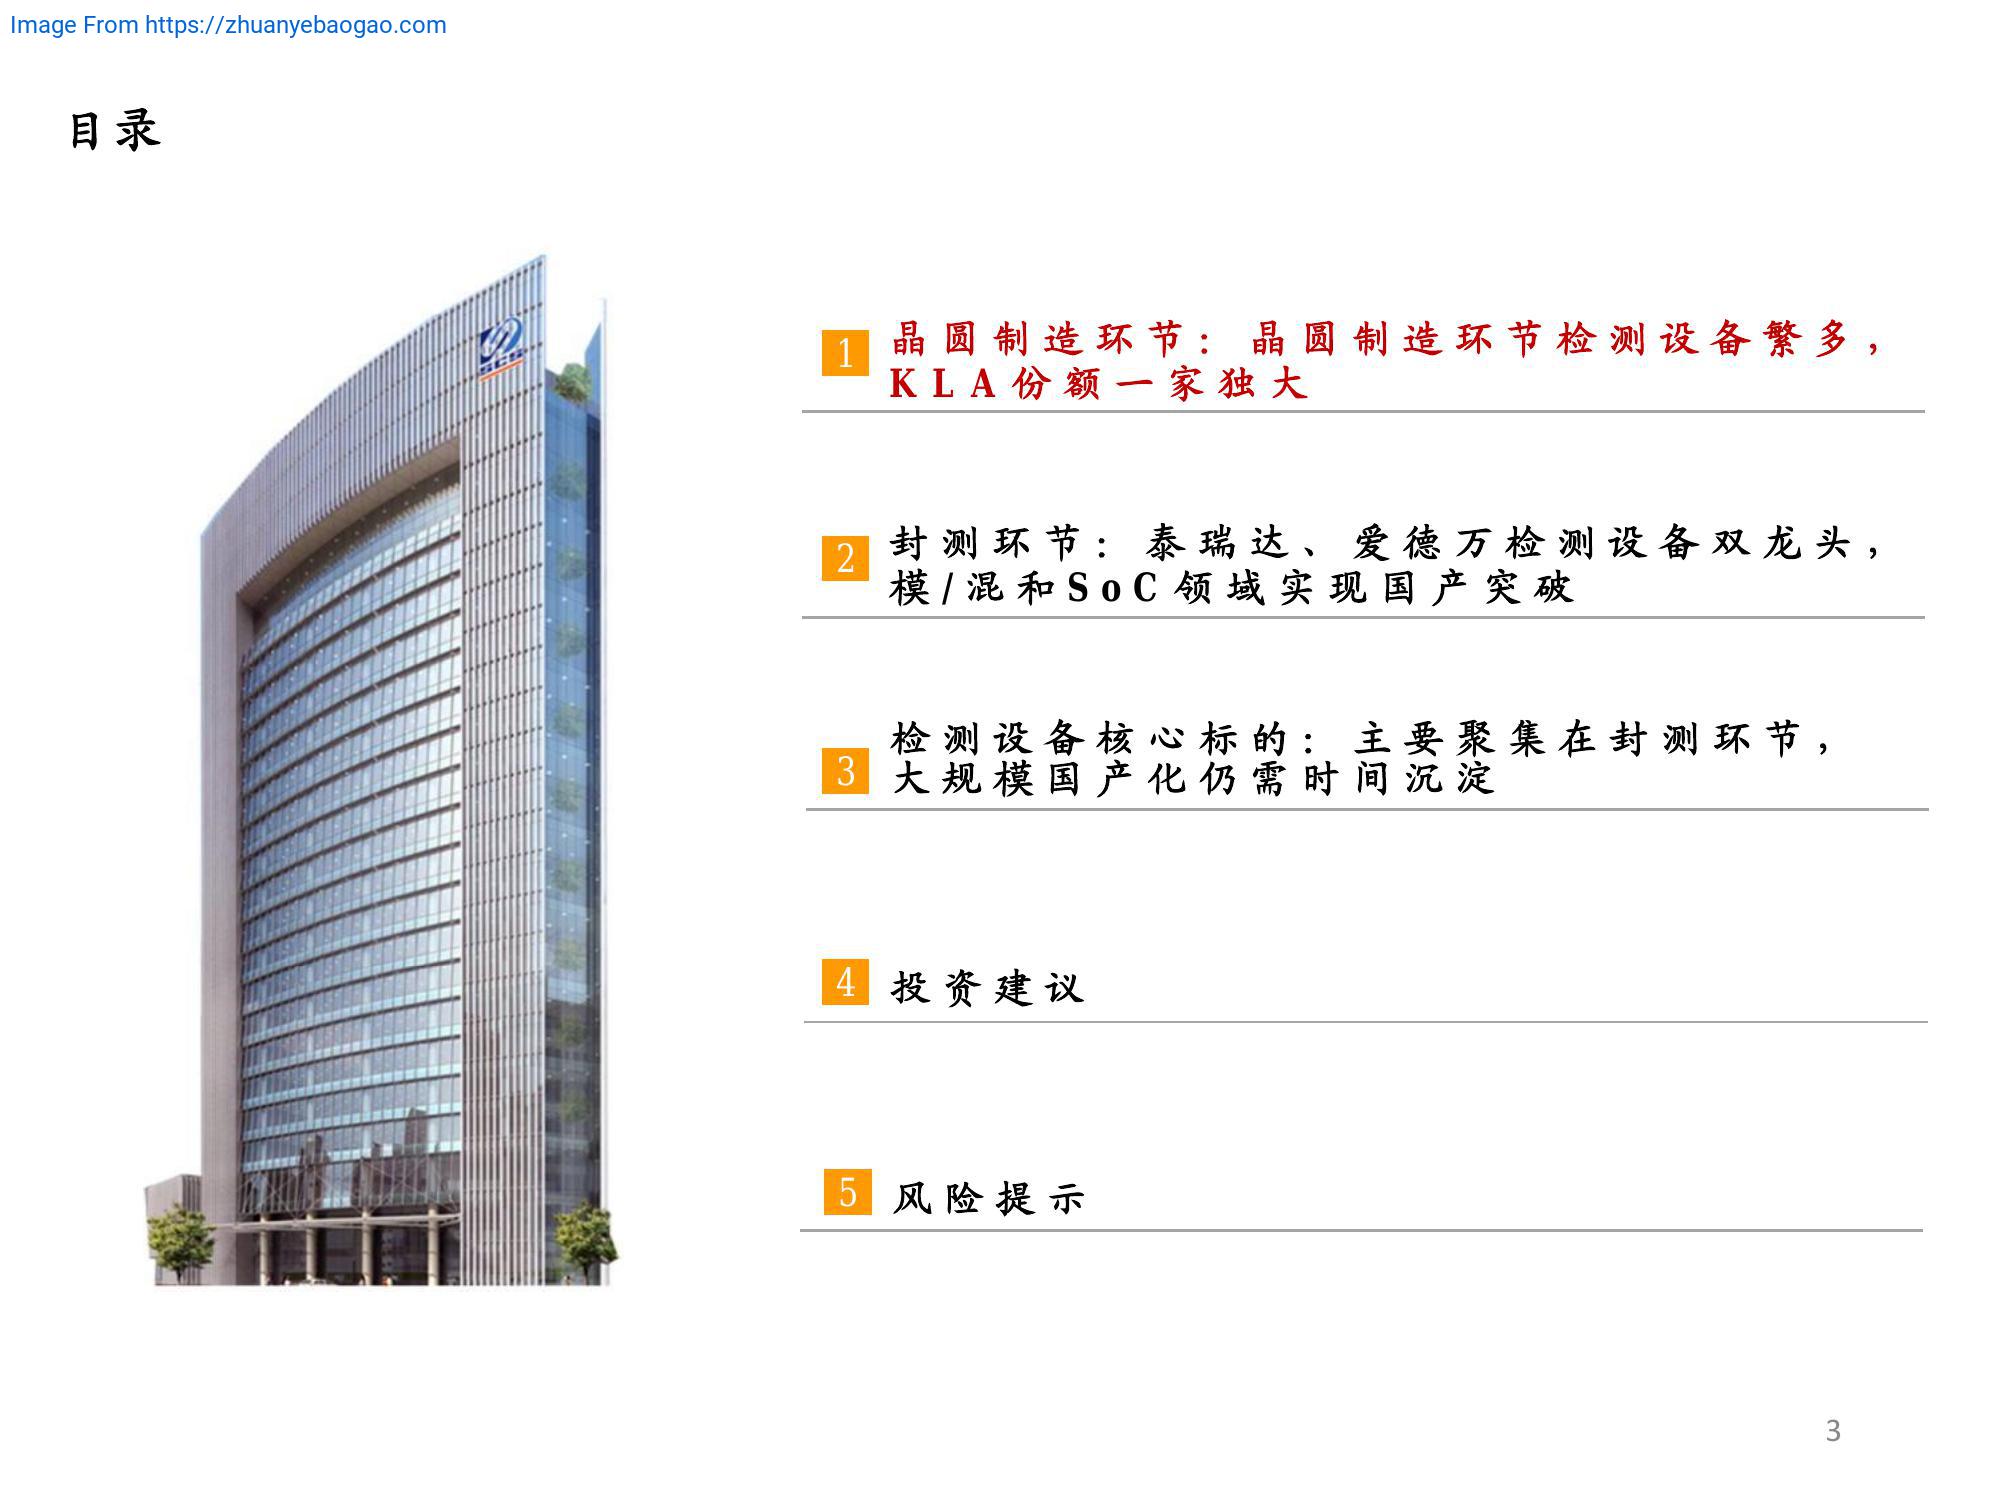 Image From https://zhuanyebaogao.com
目录
1
晶圆制造环节：晶圆制造环节检测设备繁多，
KLA份额一家独大
2
封测环节：泰瑞达、爱德万检测设备双龙头，
模/混和SoC领域实现国产突破
3
检测设备核心标的：主要聚集在封测环节，
大规模国产化仍需时间沉淀
4
投资建议
5
风险提示
3